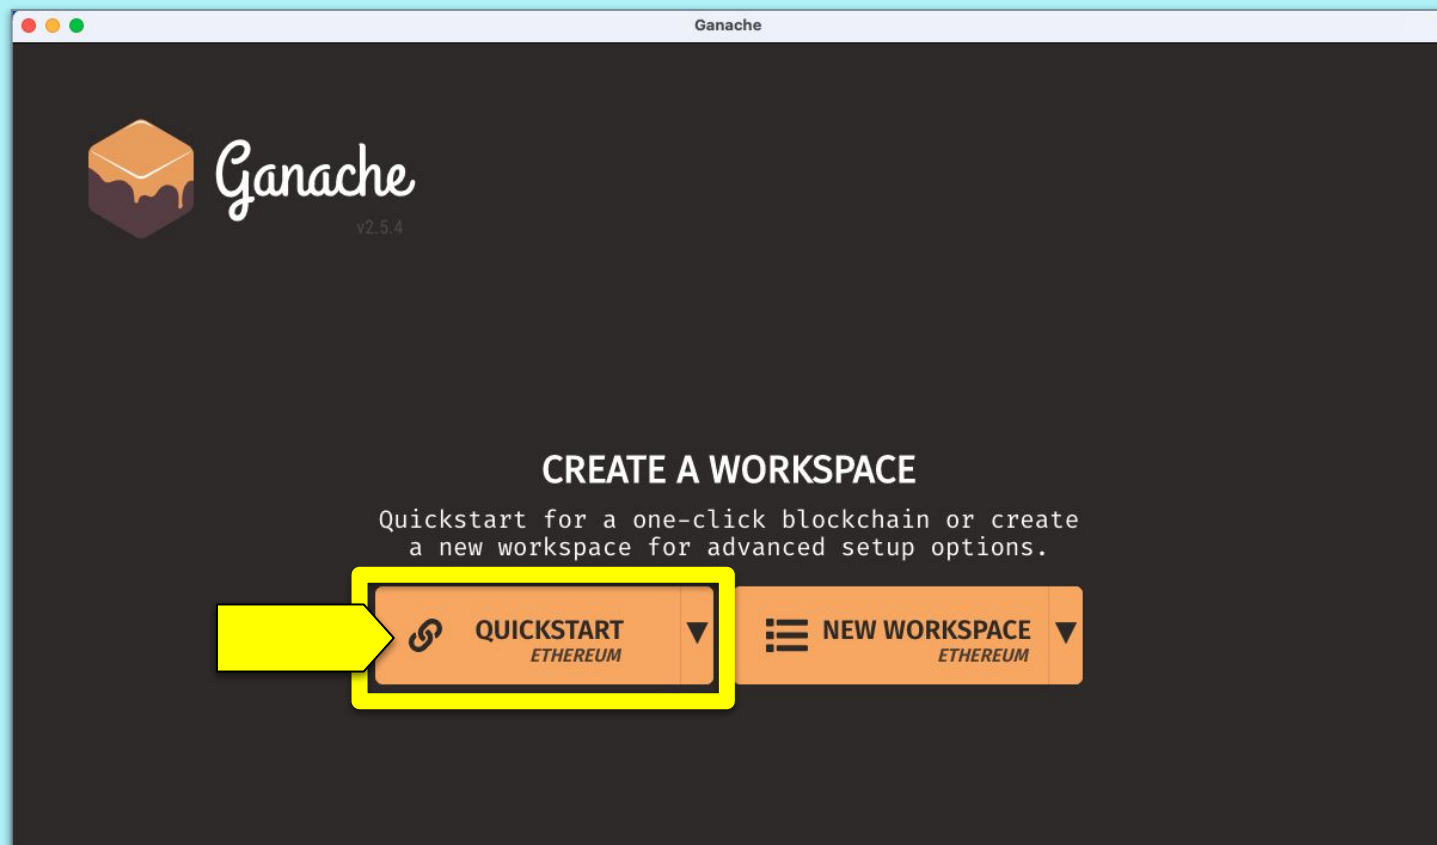 Ganache
Ganache
v2.5.4
CREATE A WORKSPACE
Quickstart for a one-click blockchain or create
a new workspace for advanced setup options.
QUICKSTART
ETHEREUM
NEW WORKSPACE
ETHEREUM